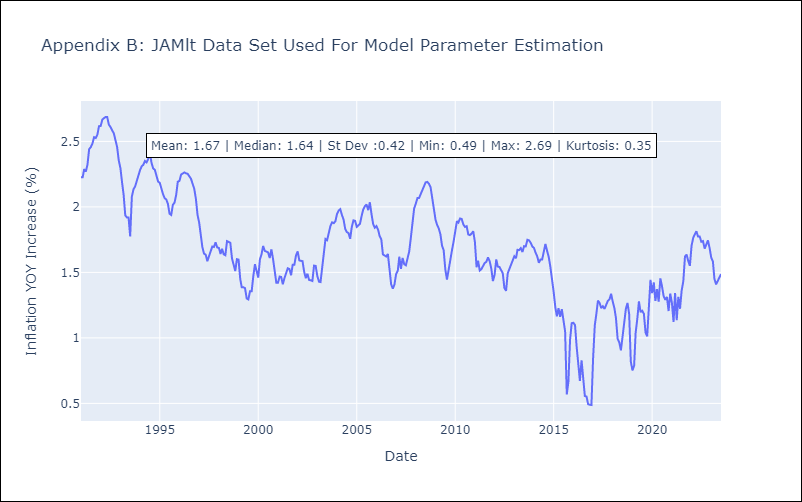 Appendix B: JAMlt Data Set Used For Model Parameter Estimation
Mean: 1.67 | Median: 1.64 | St Dev :0.42 | Min: 0.49 | Max: 2.69 | Kurtosis: 0.35
Inflation YOY Increase (%)
2.5
2
1.5
1
0.5
1995 2000 2005 2010 2015 2020
Date